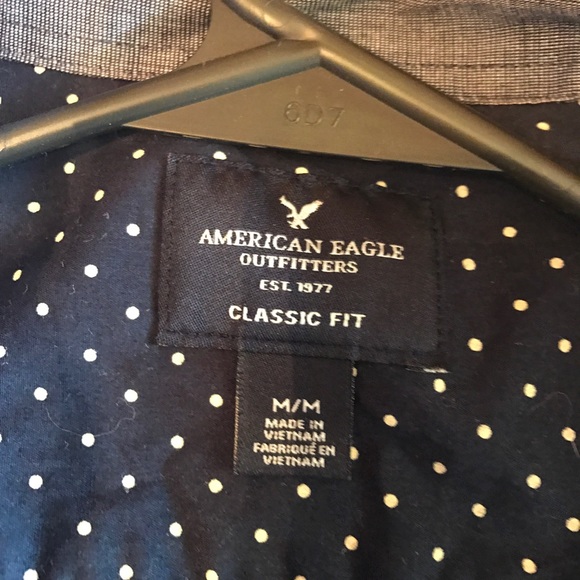 607
AMERICAN EAGLE
OUTFITTERS
EST. 1977
CLASSIC FIT
M/M
MADE IN
VIETNAM
FABRIQUÉ EN
VIETNAM